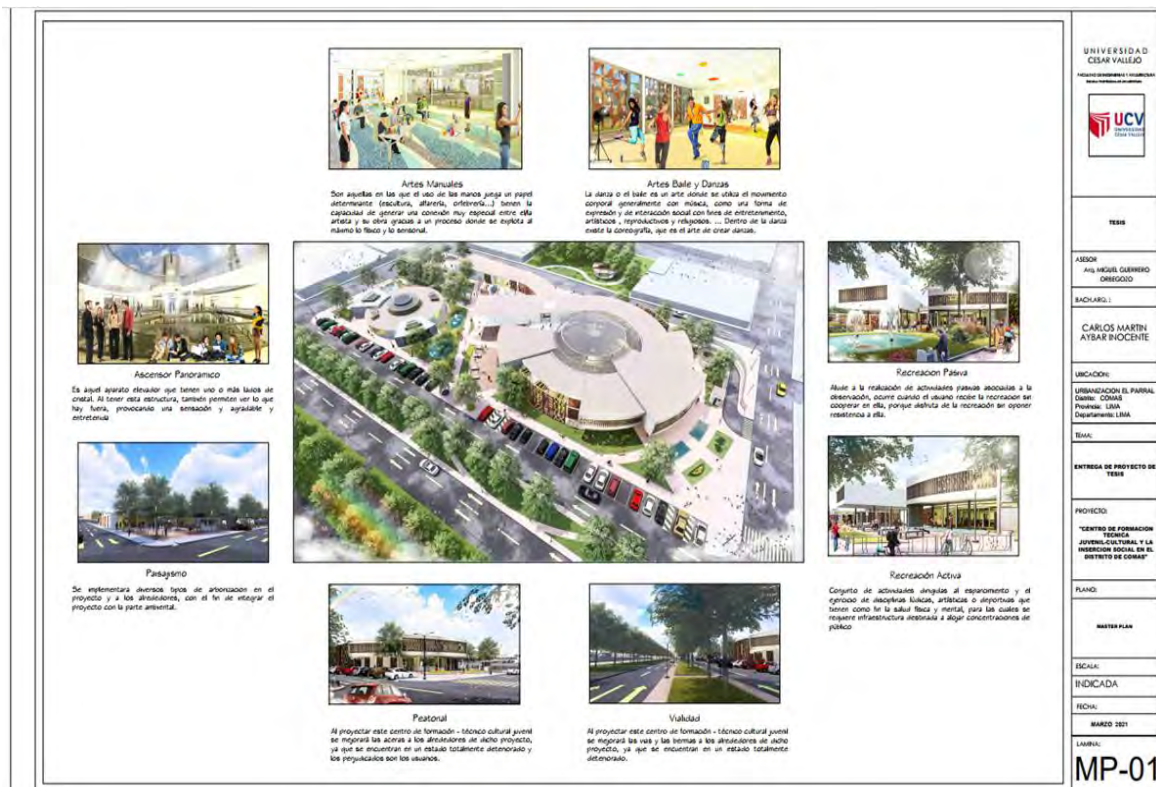 Artes Manuales
Son aquellas en las que el uso de las manos juega un papel
determinante (escultura, alfarería, orfebrería...) tienen la
capacidad de generar una conexión muy especial entre el/la
artista y su obra gracias a un proceso donde se explota al
máximo lo físico y lo sensorial.
Artes Baile y Danzas
La danza o el baile es un arte donde se utiliza el movimiento
corporal generalmente con música, como una forma de
expresión y de interacción social con fines de entretenimiento,
artísticos , reproductivos y religiosos. ... Dentro de la danza
existe la coreografía, que es el arte de crear danzas.
Ascensor Panoramico
Es aquel aparato elevador que tienen uno o más lados de
cristal. Al tener esta estructura, también permiten ver lo que
hay fuera, provocando una sensación y agradable y
entretenida
Recreacion Pasiva
Alude a la realización de actividades pasivas asociadas a la
observación, ocurre cuando el usuario recibe la recreación sin
cooperar en ella, porque disfruta de la recreación sin oponer
resistencia a ella.
Paisajismo
Se implementara diversos tipos de arborizacion en el
proyecto y a los alrededores, con el fin de integrar el
proyecto con la parte ambiental.
Recreación Activa
Conjunto de actividades dirigidas al esparcimiento y el
ejercicio de disciplinas lúdicas, artísticas o deportivas que
tienen como fin la salud física y mental, para las cuales se
requiere infraestructura destinada a alojar concentraciones de
público
Peatonal
Al proyectar este centro de formación - técnico cultural juvenil
se mejorará las aceras a los alrededores de dicho proyecto,
ya que se encuentran en un estado totalmente deteriorado y
los perjudicados son los usuarios.
Vialidad
Al proyectar este centro de formación - técnico cultural juvenil
se mejorará las vias y las bermas a los alrededores de dicho
proyecto, ya que se encuentran en un estado totalmente
deteriorado.
UNIVERSIDAD
CESAR VALLEJO
FACULTAD DE INGENIERIAS Y ARQUITECTURA
ESCUELA PROFESIONAL DE ARQUITECTURA
UCV
UNIVERSIDAD
CÉSAR VALLEJO
TESIS
ASESOR
Arq. MIGUEL GUERRERO
ORBEGOZO
BACH.ARQ. :
CARLOS MARTIN
AYBAR INOCENTE
UBICACION:
URBANIZACION EL PARRAL
Distrito: COMAS
Provincia: LIMA
Departamento: LIMA
TEMA:
ENTREGA DE PROYECTO DE
TESIS
PROYECTO:
"CENTRO DE FORMACION
TECNICA
JUVENIL-CULTURAL Y LA
INSERCION SOCIAL EN EL
DISTRITO DE COMAS"
PLANO:
MASTER PLAN
ESCALA:
INDICADA
FECHA:
MARZO 2021
LAMINA:
MP-01